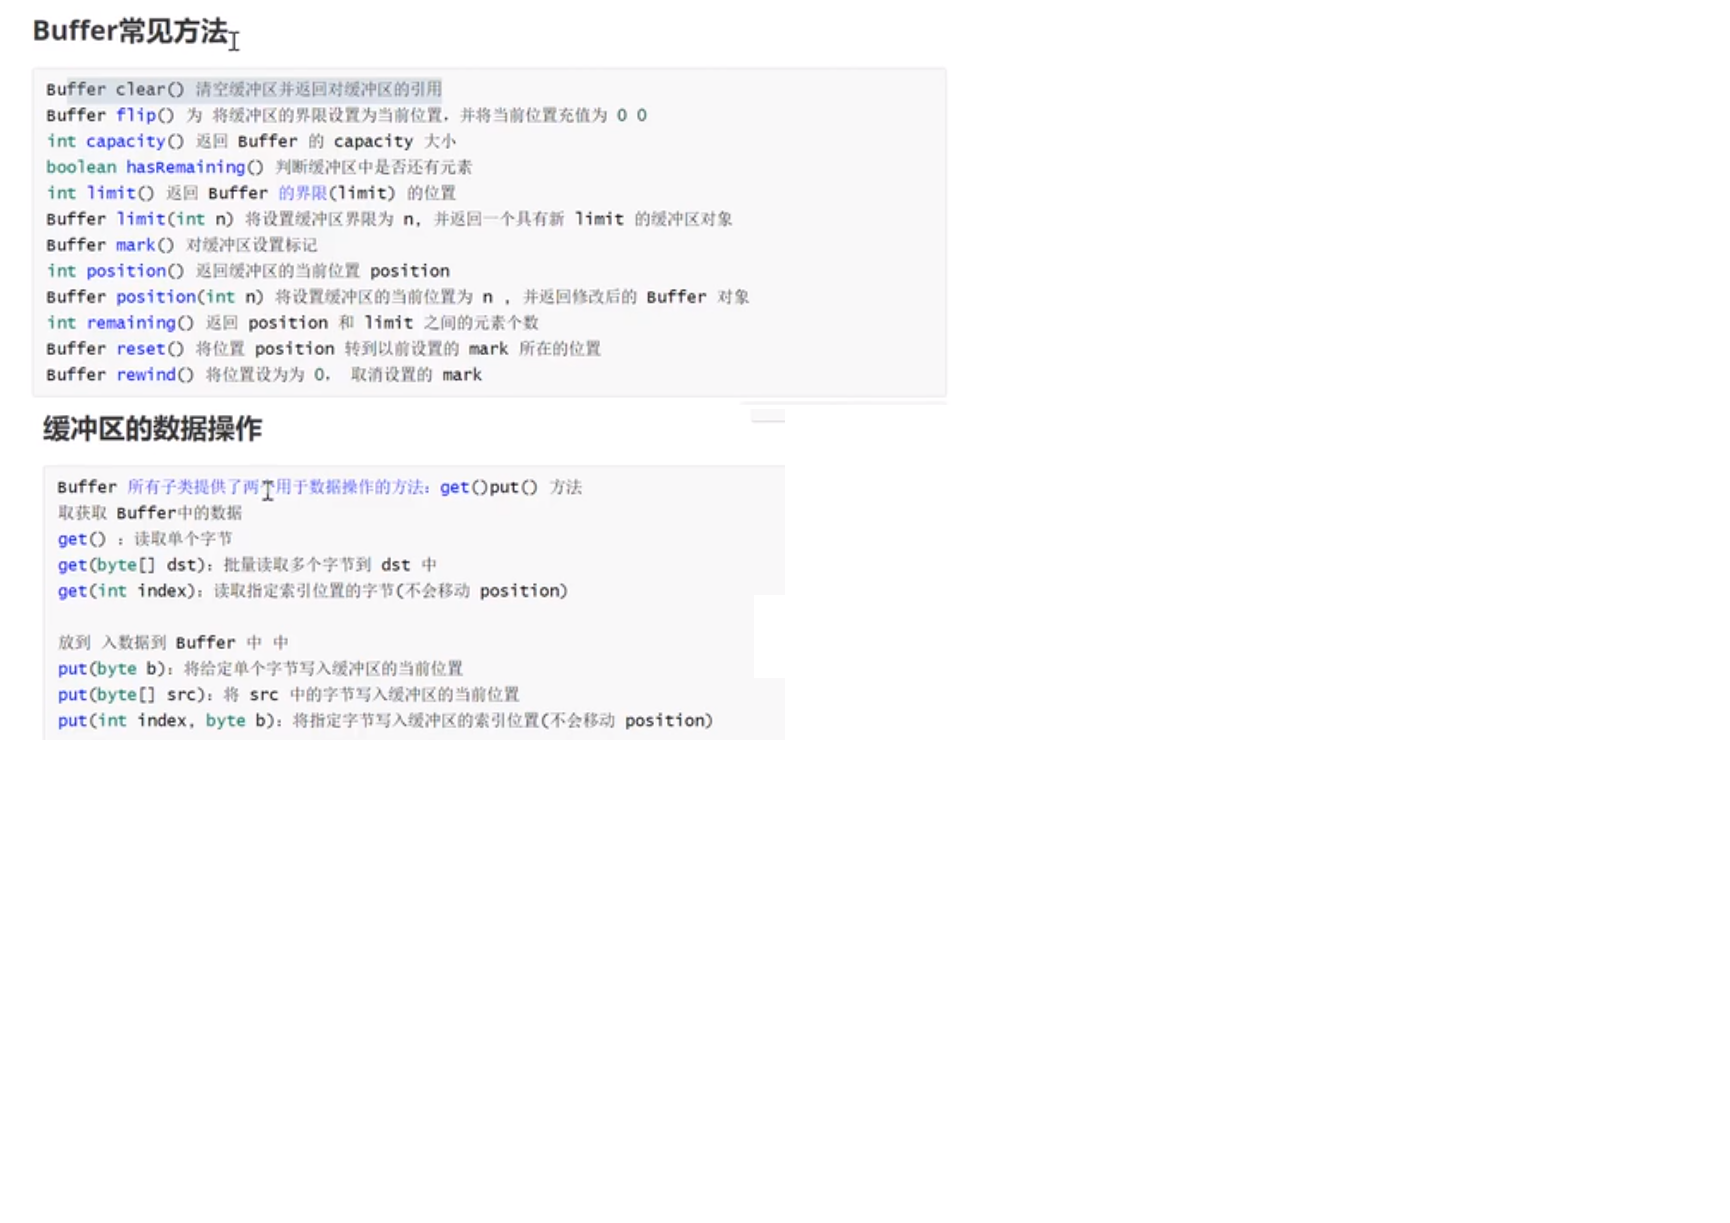 Buffer常见方法
Buffer clear() 清空缓冲区并返回对缓冲区的引用
Buffer flip() 为 将缓冲区的界限设置为当前位置，并将当前位置充值为 0 0
int capacity() 返回 Buffer 的 capacity 大小
boolean hasRemaining() 判断缓冲区中是否还有元素
int limit() 返回 Buffer 的界限(limit) 的位置
Buffer limit(int n) 将设置缓冲区界限为 n, 并返回一个具有新 limit 的缓冲区对象
Buffer mark() 对缓冲区设置标记
int position() 返回缓冲区的当前位置 position
Buffer position(int n) 将设置缓冲区的当前位置为 n , 并返回修改后的 Buffer 对象
int remaining() 返回 position 和 limit 之间的元素个数
Buffer reset() 将位置 position 转到以前设置的 mark 所在的位置
Buffer rewind() 将位置设为为 0， 取消设置的 mark
缓冲区的数据操作
Buffer 所有子类提供了两个用于数据操作的方法：get()put() 方法
取获取 Buffer中的数据
get() ：读取单个字节
get(byte[] dst)：批量读取多个字节到 dst 中
get(int index)：读取指定索引位置的字节(不会移动 position)
放到 入数据到 Buffer 中 中
put(byte b)：将给定单个字节写入缓冲区的当前位置
put(byte[] src)：将 src 中的字节写入缓冲区的当前位置
put(int index, byte b)：将指定字节写入缓冲区的索引位置(不会移动 position)